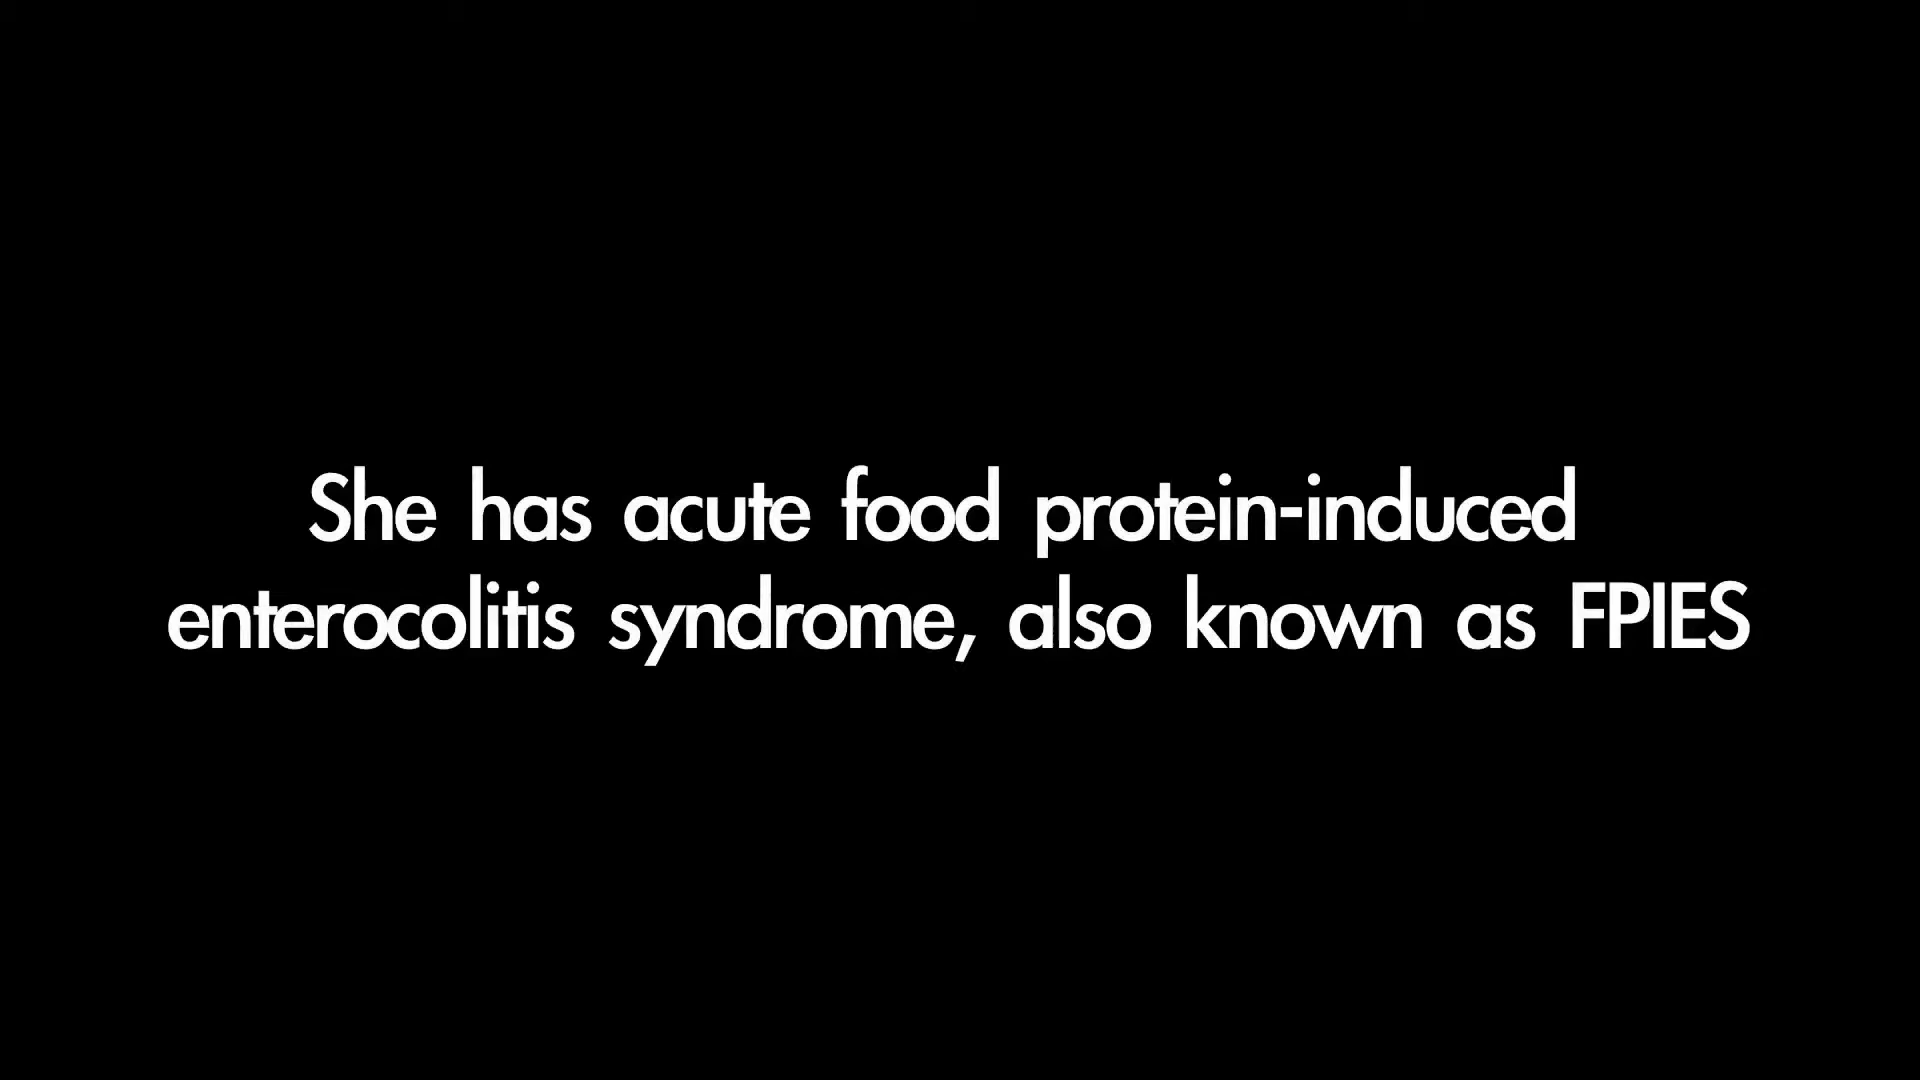 She has acute food protein-induced
enterocolitis syndrome, also known as FPIES